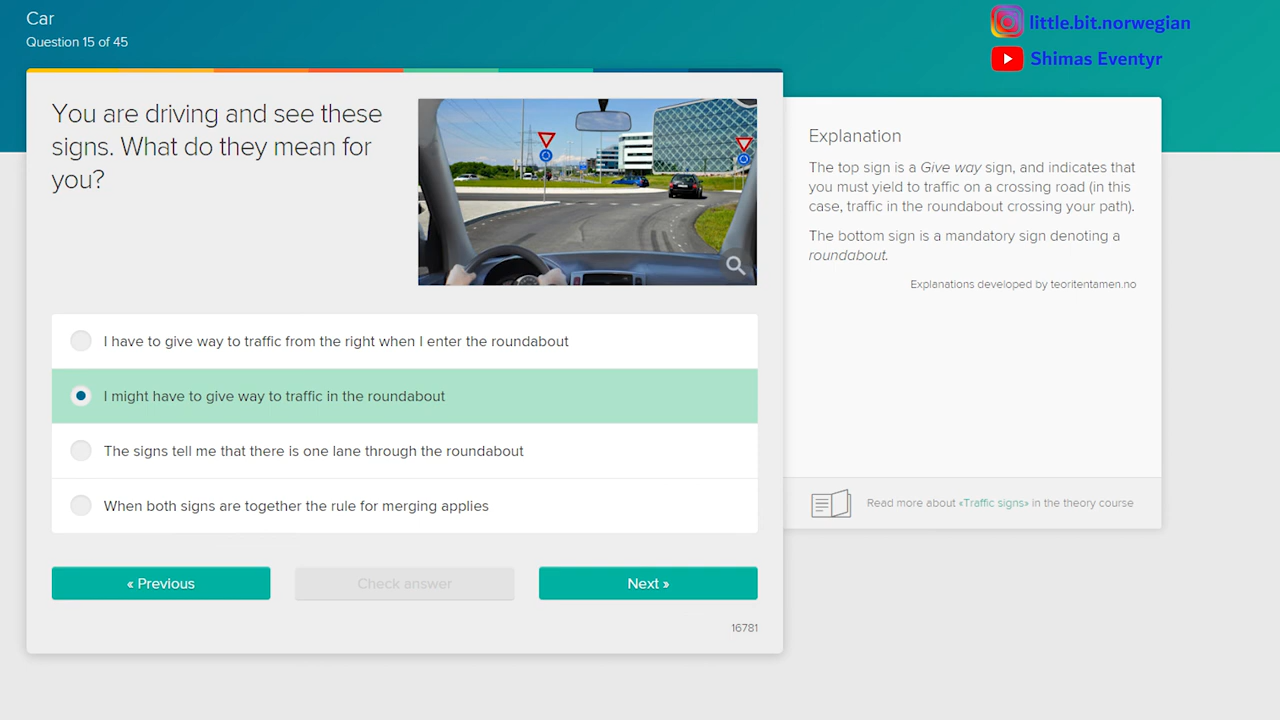 Car
Question 15 of 45
little.bit.norwegian
Shimas Eventyr
You are driving and see these
signs. What do they mean for
you?
I have to give way to traffic from the right when I enter the roundabout
I might have to give way to traffic in the roundabout
The signs tell me that there is one lane through the roundabout
When both signs are together the rule for merging applies
« Previous
Check answer
Next »
16781
Explanation
The top sign is a Give way sign, and indicates that
you must yield to traffic on a crossing road (in this
case, traffic in the roundabout crossing your path).
The bottom sign is a mandatory sign denoting a
roundabout.
Explanations developed by teoritentamen.no
Read more about «Traffic signs» in the theory course